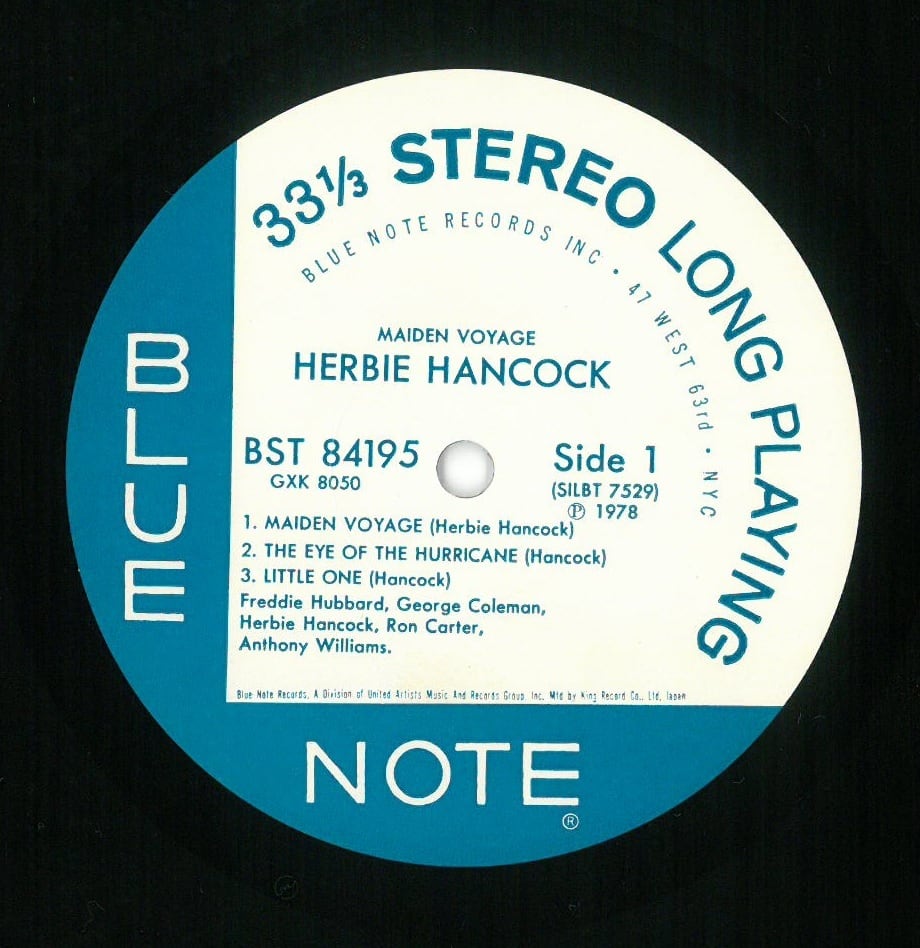 33⅓ STEREO LONG PLAYING
BLUE NOTE RECORDS INC • 47 WEST 63rd • NYC
MAIDEN VOYAGE
HERBIE HANCOCK
BST 84195
GXK 8050
Side 1
(SILBT 7529)
Ⓟ 1978
1. MAIDEN VOYAGE (Herbie Hancock)
2. THE EYE OF THE HURRICANE (Hancock)
3. LITTLE ONE (Hancock)
Freddie Hubbard, George Coleman,
Herbie Hancock, Ron Carter,
Anthony Williams.
Blue Note Records, A Division of United Artists Music And Records Group, Inc. Mfd by King Record Co., Ltd, Japan
BLUE
NOTE
®